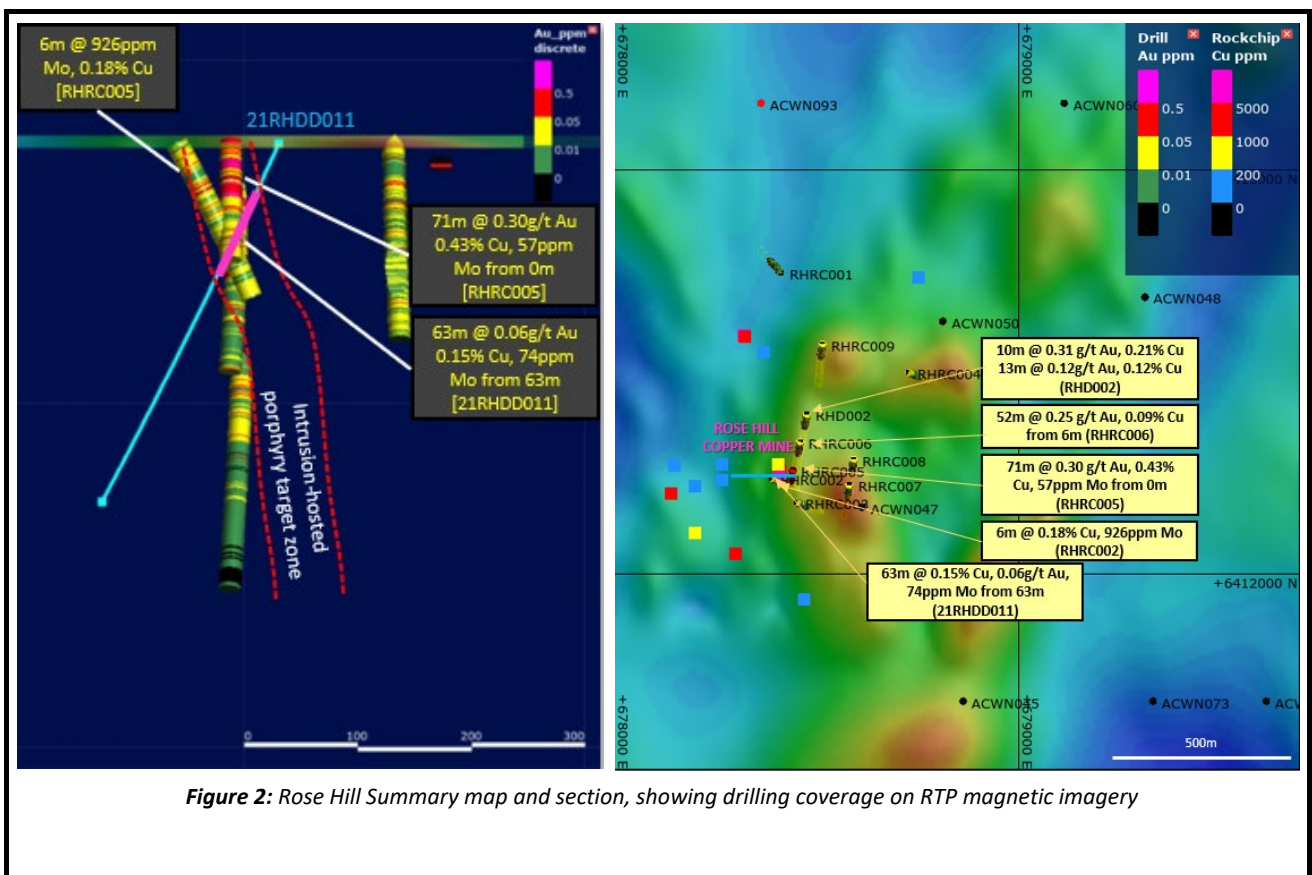 6m @ 926ppm
Mo, 0.18% Cu
[RHRC005]
21RHDD011
Au_ppm
discrete
0.5
0.05
0.01
0
71m @ 0.30g/t Au
0.43% Cu, 57ppm
Mo from 0m
[RHRC005]
63m @ 0.06g/t Au
0.15% Cu, 74ppm
Mo from 63m
[21RHDD011]
Intrusion-hosted
porphyry target zone
0
100
200
300
+678000 E
+679000 E
Drill
Au ppm
0.5
0.05
0.01
0
Rockchip
Cu ppm
5000
1000
200
0
ACWN093
ACWN060
RHRC001
ACWN048
ACWN050
RHRC009
RHRC004
RHD002
ROSE HILL
COPPER MINE
RHRC006
RHRC008
RHRC005
RHRC002
RHRC007
RHRC003
ACWN047
10m @ 0.31 g/t Au, 0.21% Cu
13m @ 0.12g/t Au, 0.12% Cu
(RHD002)
52m @ 0.25 g/t Au, 0.09% Cu
from 6m (RHRC006)
71m @ 0.30 g/t Au, 0.43%
Cu, 57ppm Mo from 0m
(RHRC005)
6m @ 0.18% Cu, 926ppm Mo
(RHRC002)
63m @ 0.15% Cu, 0.06g/t Au,
74ppm Mo from 63m
(21RHDD011)
+6412000 N
ACWN045
ACWN073
+678000 E
+679000 E
500m
Figure 2: Rose Hill Summary map and section, showing drilling coverage on RTP magnetic imagery